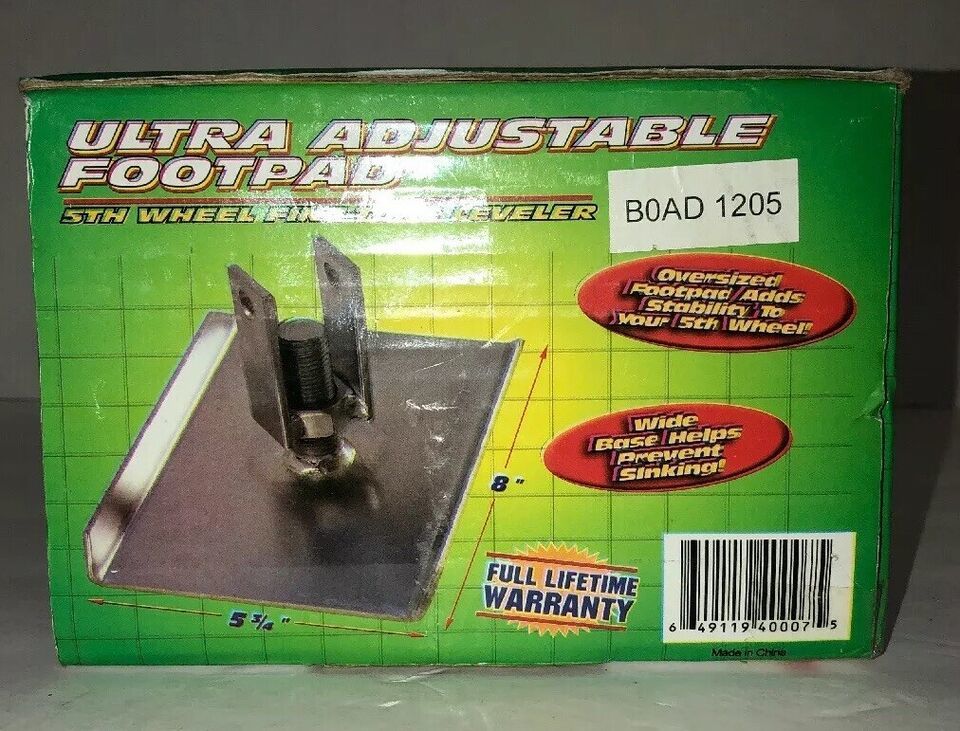 ULTRA ADJUSTABLE
FOOTPAD
5TH WHEEL LEVELER
B0AD 1205
Oversized
Footpad Adds
Stability To
Your 5th Wheel!
Wide
Base Helps
Prevent
Sinking!
8"
5 3/4"
FULL LIFETIME
WARRANTY
6 49119 40007 5
Made in China